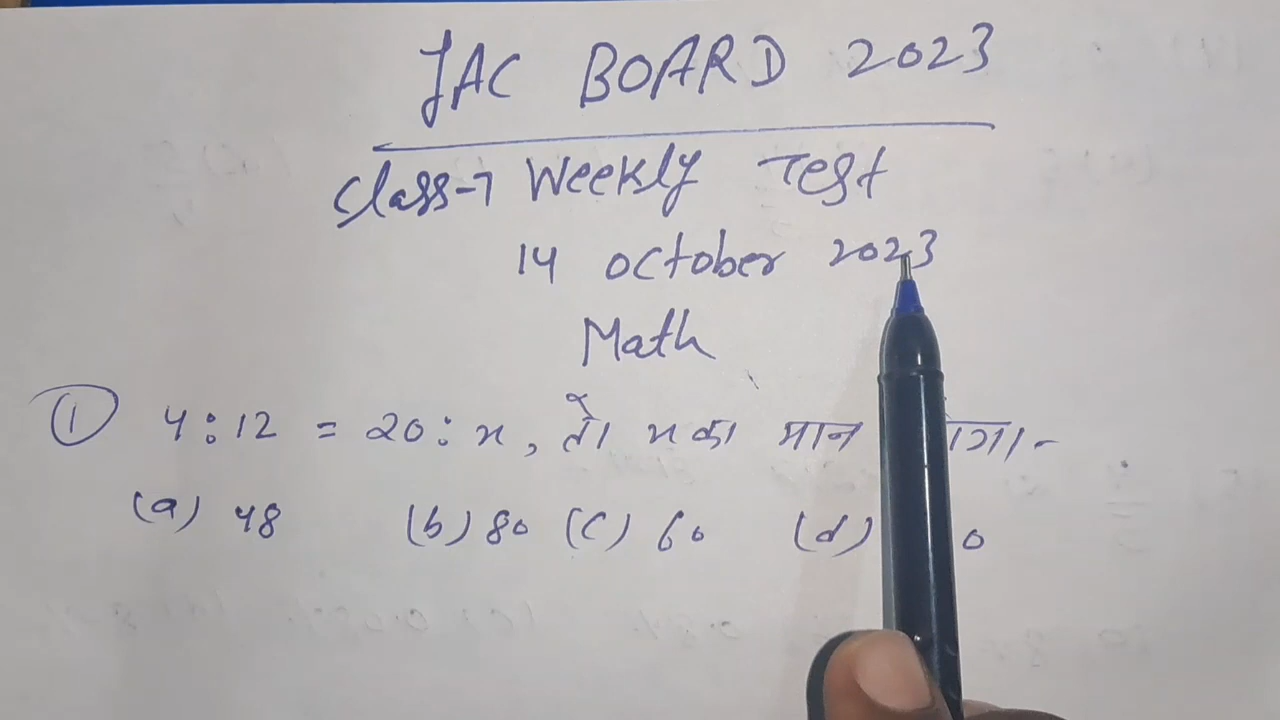 JAC BOARD 2023
Class-7 Weekly Test
14 october 2023
Math
① 4:12 = 20:x, तो x का मान
(a) 48 (b) 80 (c) 60 (d)